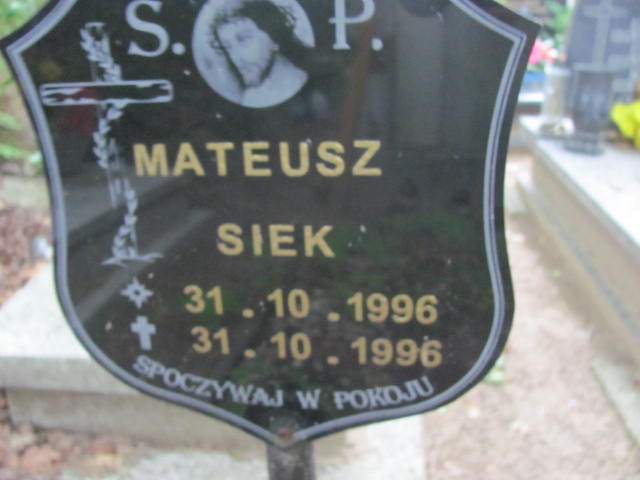 S. P.
MATEUSZ
SIEK
31.10.1996
31.10.1996
SPOCZYWAJ W POKOJU